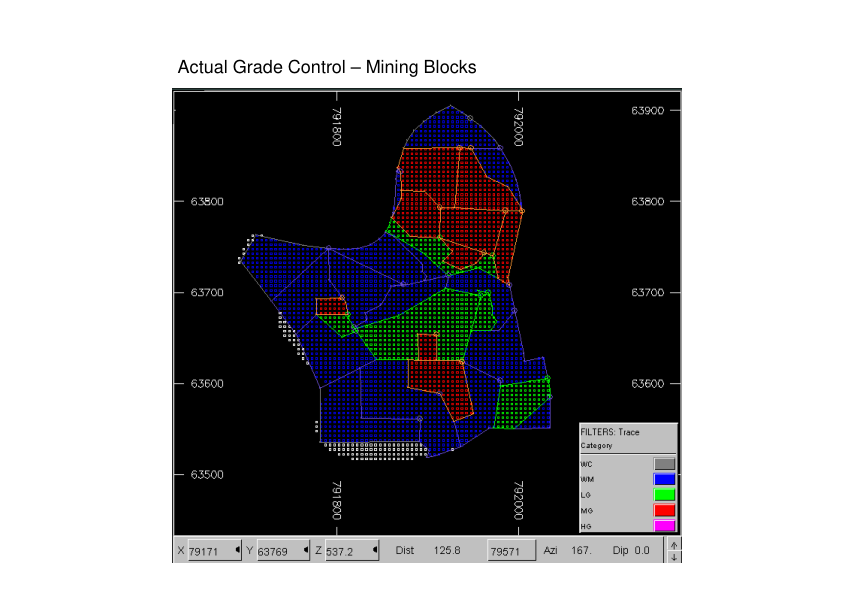 Actual Grade Control – Mining Blocks
791800
792000
63900
63800
63800
63700
63700
63600
63600
63500
791800
792000
FILTERS: Trace
Category
WC
WM
LG
MG
HG
X 79171 Y 63769 Z 537.2 Dist 125.8 79571 Azi 167. Dip 0.0